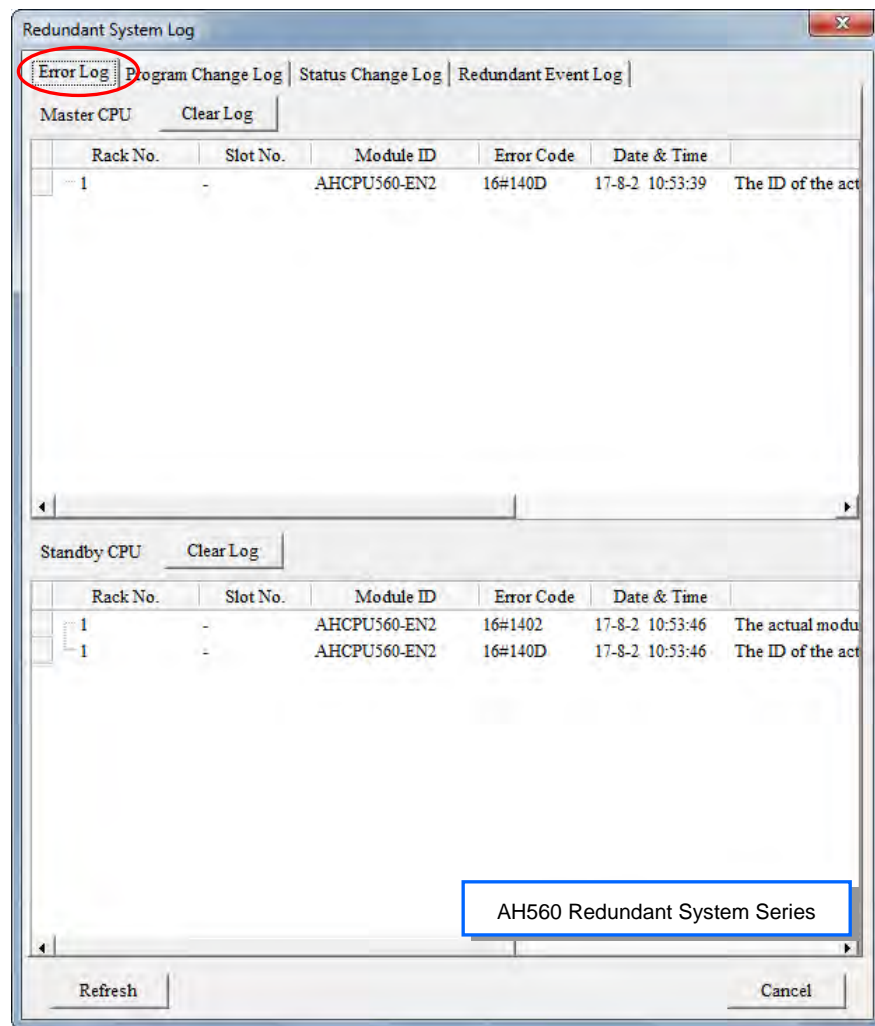 Redundant System Log
Error Log Program Change Log Status Change Log Redundant Event Log
Master CPU Clear Log
Rack No. Slot No. Module ID Error Code Date & Time
1 - AHCPU560-EN2 16#140D 17-8-2 10:53:39 The ID of the act
Standby CPU Clear Log
Rack No. Slot No. Module ID Error Code Date & Time
1 - AHCPU560-EN2 16#1402 17-8-2 10:53:46 The actual modu
1 - AHCPU560-EN2 16#140D 17-8-2 10:53:46 The ID of the act
AH560 Redundant System Series
Refresh Cancel